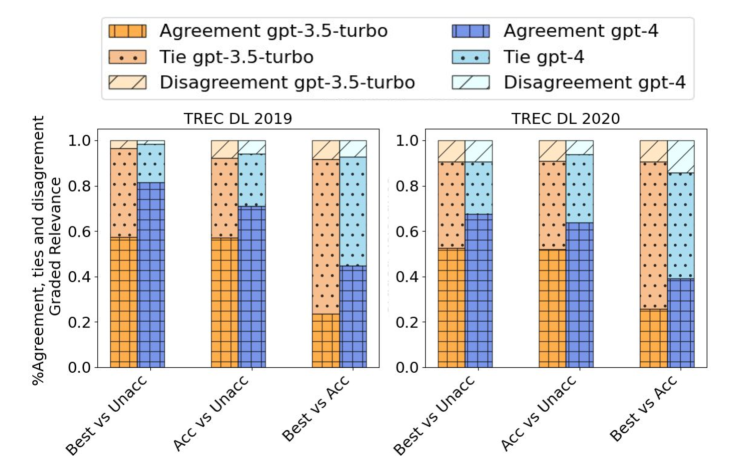 Agreement gpt-3.5-turbo
Tie gpt-3.5-turbo
Disagreement gpt-3.5-turbo
Agreement gpt-4
Tie gpt-4
Disagreement gpt-4
%Agreement, ties and disagrement
Graded Relevance
TREC DL 2019
1.0
0.8
0.6
0.4
0.2
0.0
Best vs Unacc
Acc vs Unacc
Best vs Acc
TREC DL 2020
1.0
0.8
0.6
0.4
0.2
0.0
Best vs Unacc
Acc vs Unacc
Best vs Acc